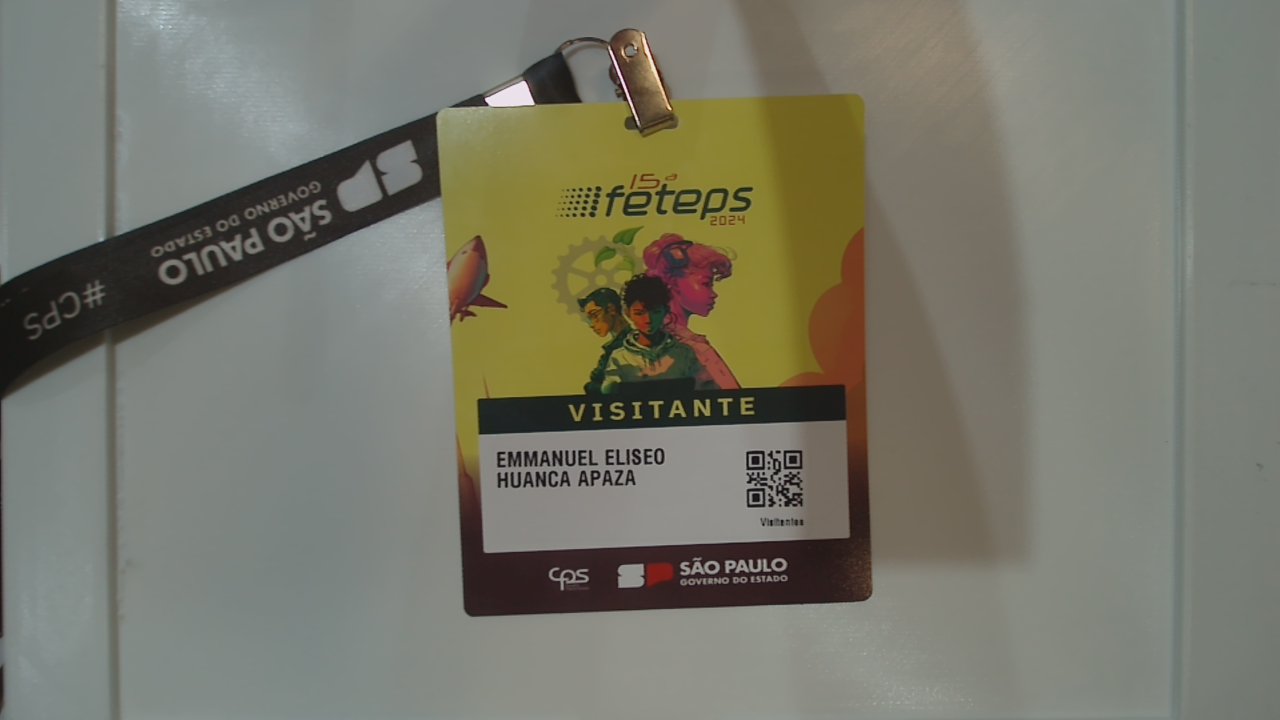 15ª
feteps
2024
VISITANTE
EMMANUEL ELISEO
HUANCA APAZA
Visitantes
cps
SP SÃO PAULO
GOVERNO DO ESTADO
SP SÃO PAULO
GOVERNO DO ESTADO
#CPS